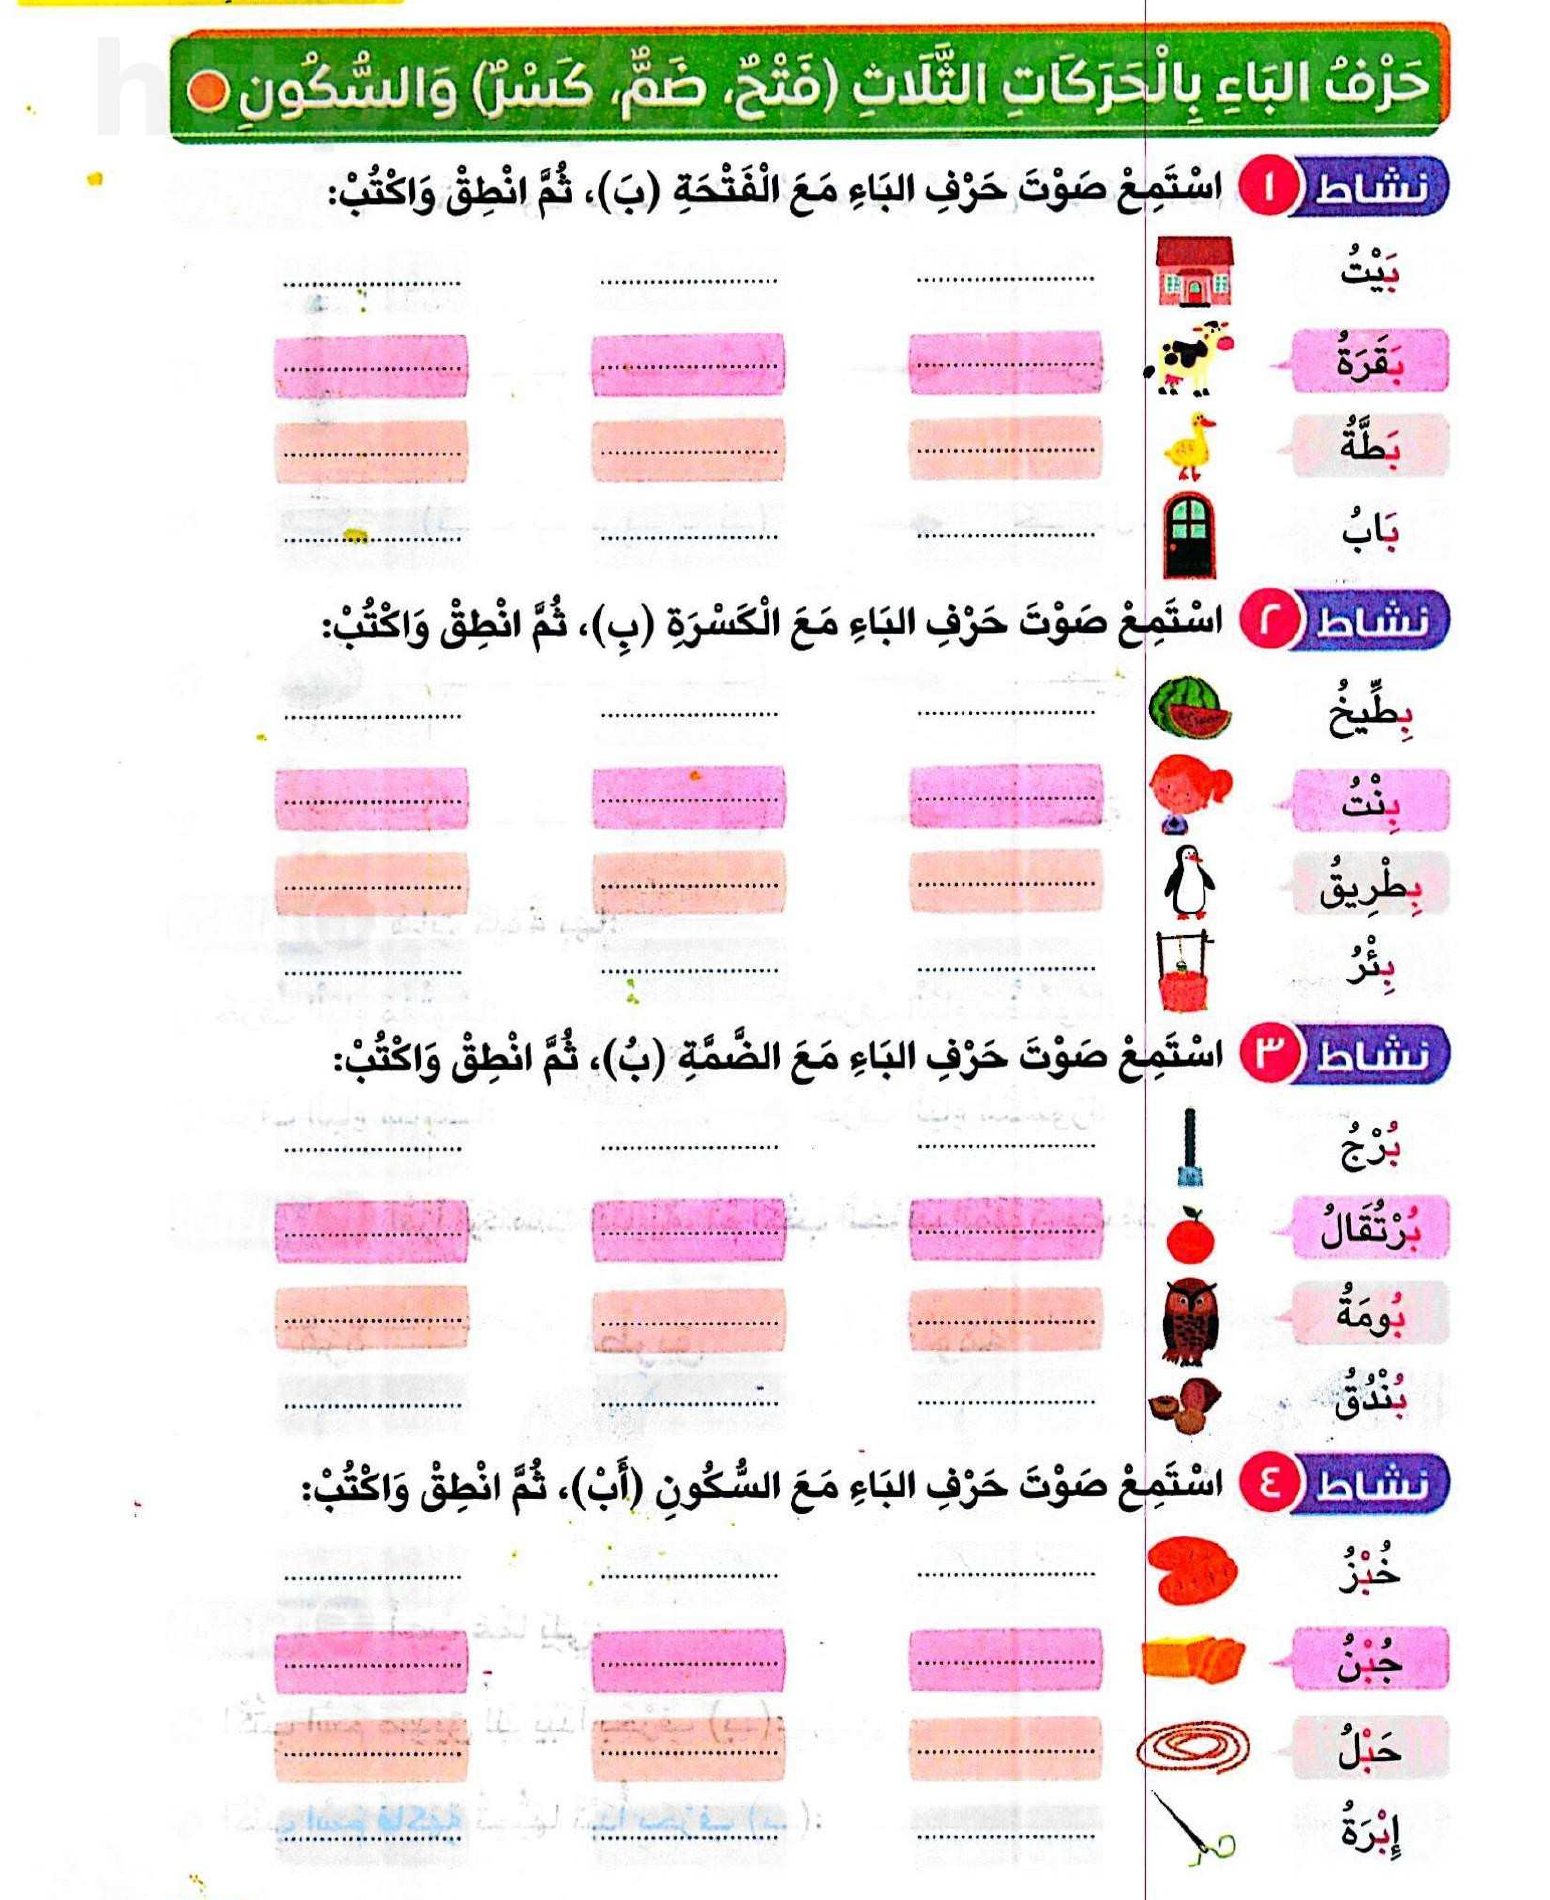 حَرْفُ البَاءِ بِالْحَرَكَاتِ الثَّلَاثِ (فَتْحٌ، ضَمٌّ، كَسْرٌ) وَالسُّكُونِ
نشاط ١ اسْتَمِعْ صَوْتَ حَرْفِ البَاءِ مَعَ الْفَتْحَةِ (بَ)، ثُمَّ انْطِقْ وَاكْتُبْ:
بَيْتُ
بَقَرَةُ
بَطَّةُ
بَابُ
نشاط ٢ اسْتَمِعْ صَوْتَ حَرْفِ البَاءِ مَعَ الْكَسْرَةِ (بِ)، ثُمَّ انْطِقْ وَاكْتُبْ:
بِطِّيخُ
بِنْتُ
بِطْرِيقُ
بِئْرُ
نشاط ٣ اسْتَمِعْ صَوْتَ حَرْفِ البَاءِ مَعَ الضَّمَّةِ (بُ)، ثُمَّ انْطِقْ وَاكْتُبْ:
بُرْجُ
بُرْتُقَالُ
بُومَةُ
بُنْدُقُ
نشاط ٤ اسْتَمِعْ صَوْتَ حَرْفِ البَاءِ مَعَ السُّكُونِ (أَبْ)، ثُمَّ انْطِقْ وَاكْتُبْ:
خُبْزُ
جُبْنُ
حَبْلُ
إِبْرَةُ